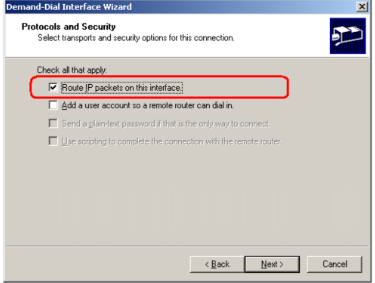 Demand-Dial Interface Wizard
Protocols and Security
Select transports and security options for this connection.
Check all that apply:
Route IP packets on this interface.
Add a user account so a remote router can dial in.
Send a plain-text password if that is the only way to connect.
Use scripting to complete the connection with the remote router.
< Back
Next >
Cancel